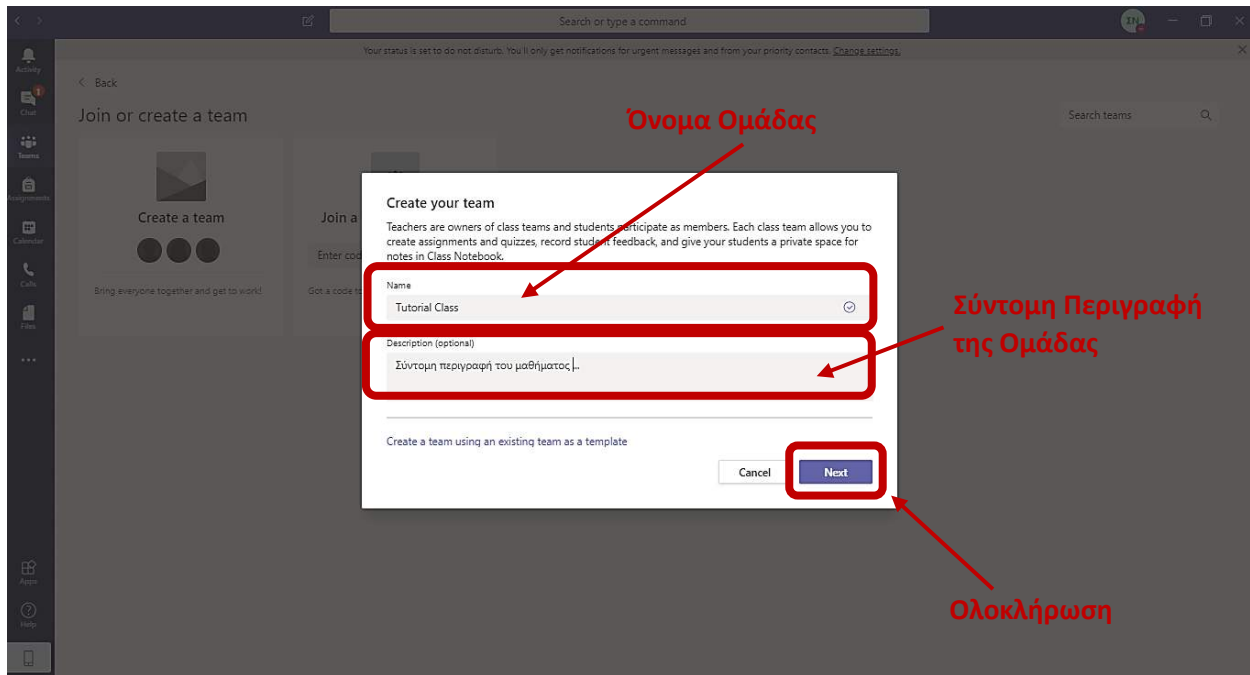 Search or type a command
IN
Your status is set to do not disturb. You'll only get notifications for urgent messages and from your priority contacts. Change settings.
Activity
Back
1
Chat
Join or create a team
Search teams
Όνομα Ομάδας
Teams
Assignments
Create a team
Join a
Calendar
Enter cod
Calls
Bring everyone together and get to work!
Got a code to
Files
Create your team
Teachers are owners of class teams and students participate as members. Each class team allows you to
create assignments and quizzes, record student feedback, and give your students a private space for
notes in Class Notebook.
Name
Tutorial Class
Σύντομη Περιγραφή
της Ομάδας
Description (optional)
Σύντομη περιγραφή του μαθήματος ...
Create a team using an existing team as a template
Cancel
Next
Ολοκλήρωση
Apps
Help